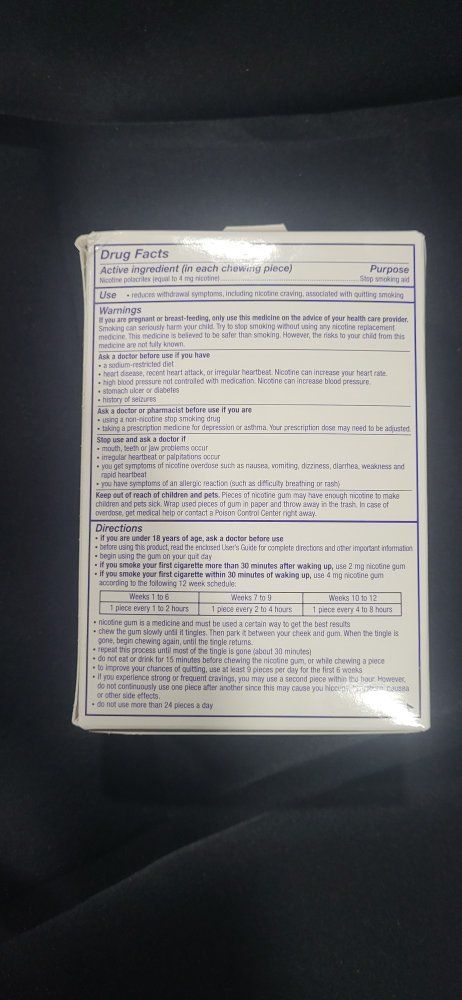 Drug Facts
Active ingredient (in each chewing piece) Purpose
Nicotine polacrilex (equal to 4 mg nicotine) Stop smoking aid
Use • reduces withdrawal symptoms, including nicotine craving, associated with quitting smoking
Warnings
If you are pregnant or breast-feeding, only use this medicine on the advice of your health care provider.
Smoking can seriously harm your child. Try to stop smoking without using any nicotine replacement
medicine. This medicine is believed to be safer than smoking. However, the risks to your child from this
medicine are not fully known.
Ask a doctor before use if you have
• a sodium-restricted diet
• heart disease, recent heart attack, or irregular heartbeat. Nicotine can increase your heart rate.
• high blood pressure not controlled with medication. Nicotine can increase blood pressure.
• stomach ulcer or diabetes
• history of seizures
Ask a doctor or pharmacist before use if you are
• using a non-nicotine stop smoking drug
• taking a prescription medicine for depression or asthma. Your prescription dose may need to be adjusted.
Stop use and ask a doctor if
• mouth, teeth or jaw problems occur
• irregular heartbeat or palpitations occur
• you get symptoms of nicotine overdose such as nausea, vomiting, dizziness, diarrhea, weakness and
rapid heartbeat
• you have symptoms of an allergic reaction (such as difficulty breathing or rash)
Keep out of reach of children and pets. Pieces of nicotine gum may have enough nicotine to make
children and pets sick. Wrap used pieces of gum in paper and throw away in the trash. In case of
overdose, get medical help or contact a Poison Control Center right away.
Directions
• if you are under 18 years of age, ask a doctor before use
• before using this product, read the enclosed User's Guide for complete directions and other important information
• begin using the gum on your quit day
• if you smoke your first cigarette more than 30 minutes after waking up, use 2 mg nicotine gum
• if you smoke your first cigarette within 30 minutes of waking up, use 4 mg nicotine gum
according to the following 12 week schedule:
Weeks 1 to 6 Weeks 7 to 9 Weeks 10 to 12
1 piece every 1 to 2 hours 1 piece every 2 to 4 hours 1 piece every 4 to 8 hours
• nicotine gum is a medicine and must be used a certain way to get the best results
• chew the gum slowly until it tingles. Then park it between your cheek and gum. When the tingle is
gone, begin chewing again, until the tingle returns.
• repeat this process until most of the tingle is gone (about 30 minutes)
• do not eat or drink for 15 minutes before chewing the nicotine gum, or while chewing a piece
• to improve your chances of quitting, use at least 9 pieces per day for the first 6 weeks
• if you experience strong or frequent cravings, you may use a second piece within the hour. However,
do not continuously use one piece after another since this may cause you hiccups, heartburn, nausea
or other side effects.
• do not use more than 24 pieces a day